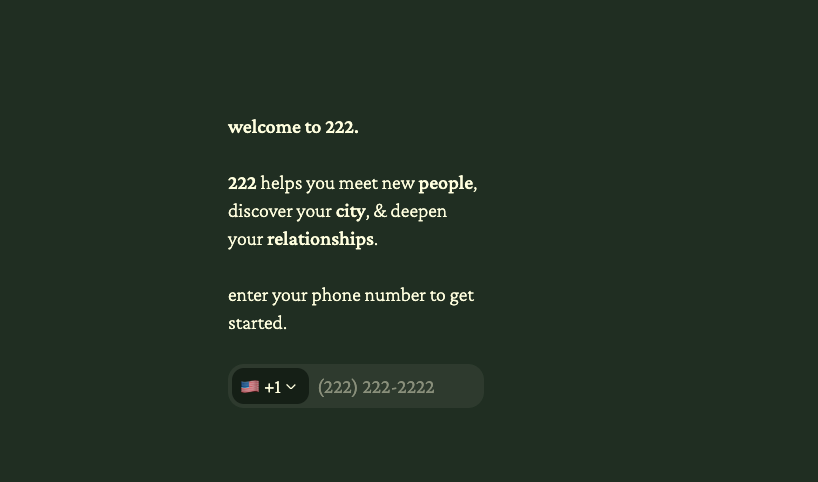 welcome to 222.
222 helps you meet new people,
discover your city, & deepen
your relationships.
enter your phone number to get
started.
+1 (222) 222-2222